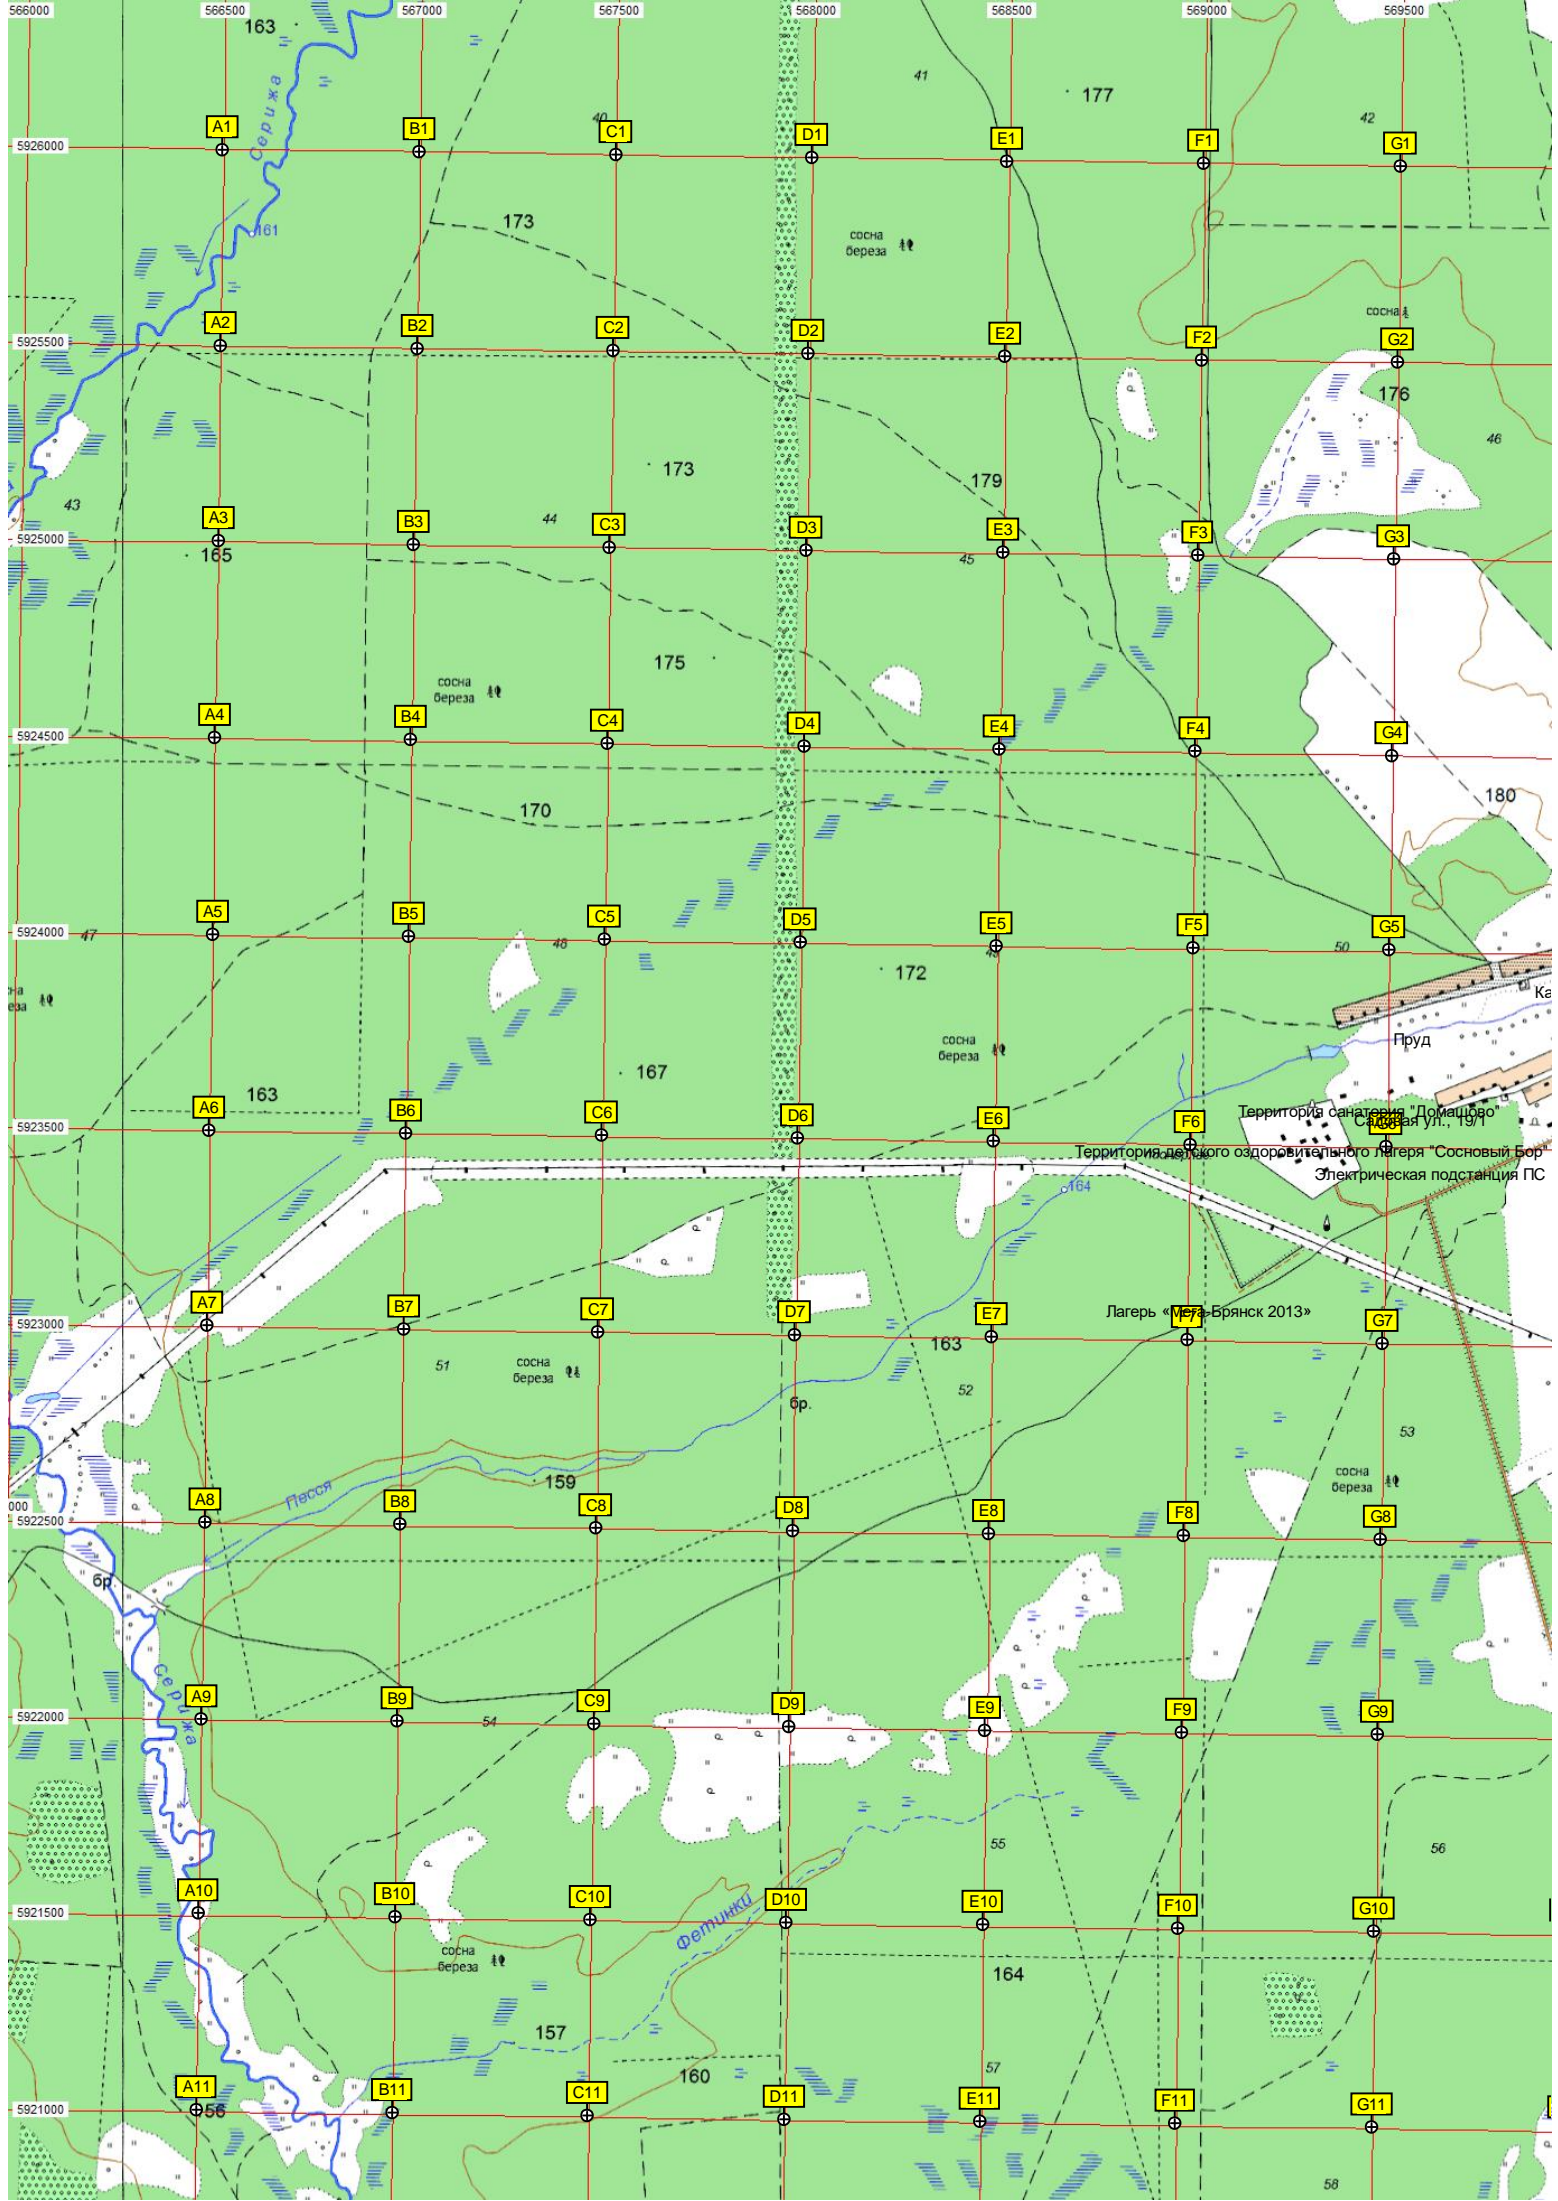 566000 566500 567000 567500 568000 568500 569000 569500
163
Серижа
41
177
40
42
A1 B1 C1 D1 E1 F1 G1
5926000
161
173
сосна
береза
сосна
A2 B2 C2 D2 E2 F2 G2
5925500
176
46
173
179
43
44
A3 B3 C3 D3 E3 F3 G3
5925000
165
45
175
сосна
береза
A4 B4 C4 D4 E4 F4 G4
5924500
170
180
A5 B5 C5 D5 E5 F5 G5
5924000
47
48
49
50
172
Ка
сосна
береза
Пруд
167
163
A6 B6 C6 D6 E6 F6 G6
5923500
Территория санатория "Домашово"
Садовая ул., 19/1
Территория детского оздоровительного лагеря "Сосновый Бор"
Электрическая подстанция ПС
164
A7 B7 C7 D7 E7 F7 G7
5923000
Лагерь «Мега-Брянск 2013»
163
51
сосна
береза
52
бр.
53
159
Песся
сосна
береза
A8 B8 C8 D8 E8 F8 G8
000
5922500
бр.
Серижа
A9 B9 C9 D9 E9 F9 G9
5922000
54
55
56
A10 B10 C10 D10 E10 F10 G10
5921500
Фетинки
сосна
береза
164
157
160
57
A11 B11 C11 D11 E11 F11 G11
5921000
56
58